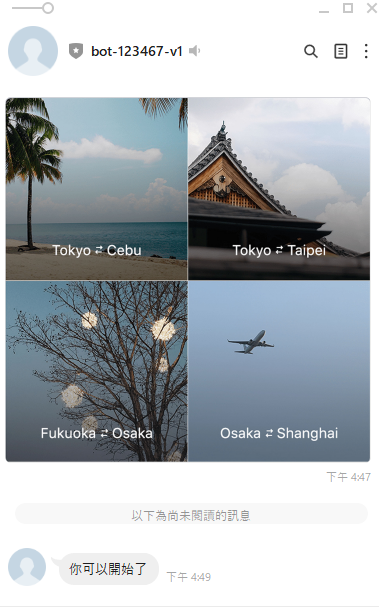 bot-123467-v1
Tokyo ⇄ Cebu
Tokyo ⇄ Taipei
Fukuoka ⇄ Osaka
Osaka ⇄ Shanghai
下午 4:47
以下為尚未閱讀的訊息
你可以開始了
下午 4:49